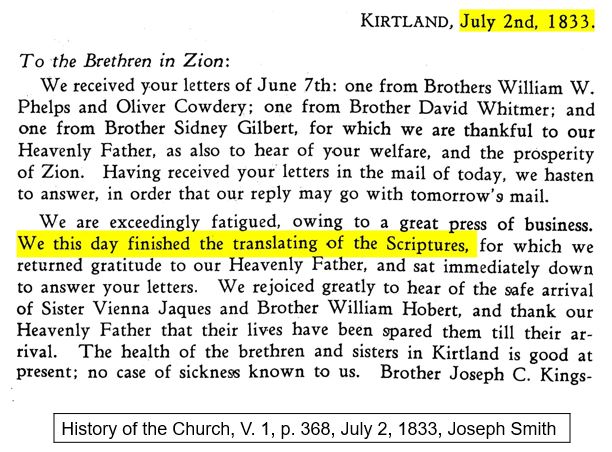 KIRTLAND, July 2nd, 1833.
To the Brethren in Zion:
We received your letters of June 7th: one from Brothers William W.
Phelps and Oliver Cowdery; one from Brother David Whitmer; and
one from Brother Sidney Gilbert, for which we are thankful to our
Heavenly Father, as also to hear of your welfare, and the prosperity
of Zion. Having received your letters in the mail of today, we hasten
to answer, in order that our reply may go with tomorrow's mail.
We are exceedingly fatigued, owing to a great press of business.
We this day finished the translating of the Scriptures, for which we
returned gratitude to our Heavenly Father, and sat immediately down
to answer your letters. We rejoiced greatly to hear of the safe arrival
of Sister Vienna Jaques and Brother William Hobert, and thank our
Heavenly Father that their lives have been spared them till their ar-
rival. The health of the brethren and sisters in Kirtland is good at
present; no case of sickness known to us. Brother Joseph C. Kings-
History of the Church, V. 1, p. 368, July 2, 1833, Joseph Smith